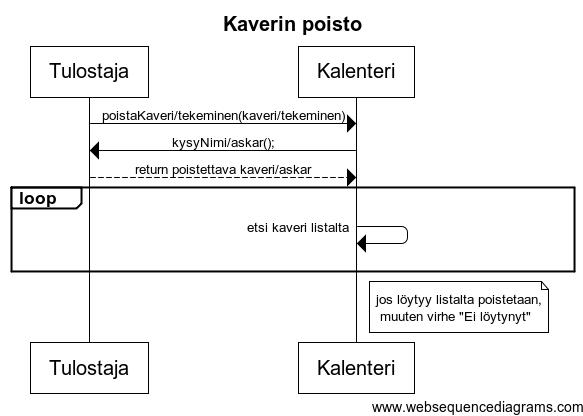 Kaverin poisto
Tulostaja
Kalenteri
poistaKaveri/tekeminen(kaveri/tekeminen)
kysyNimi/askar();
return poistettava kaveri/askar
loop
etsi kaveri listalta
jos löytyy listalta poistetaan,
muuten virhe "Ei löytynyt"
Tulostaja
Kalenteri
www.websequencediagrams.com